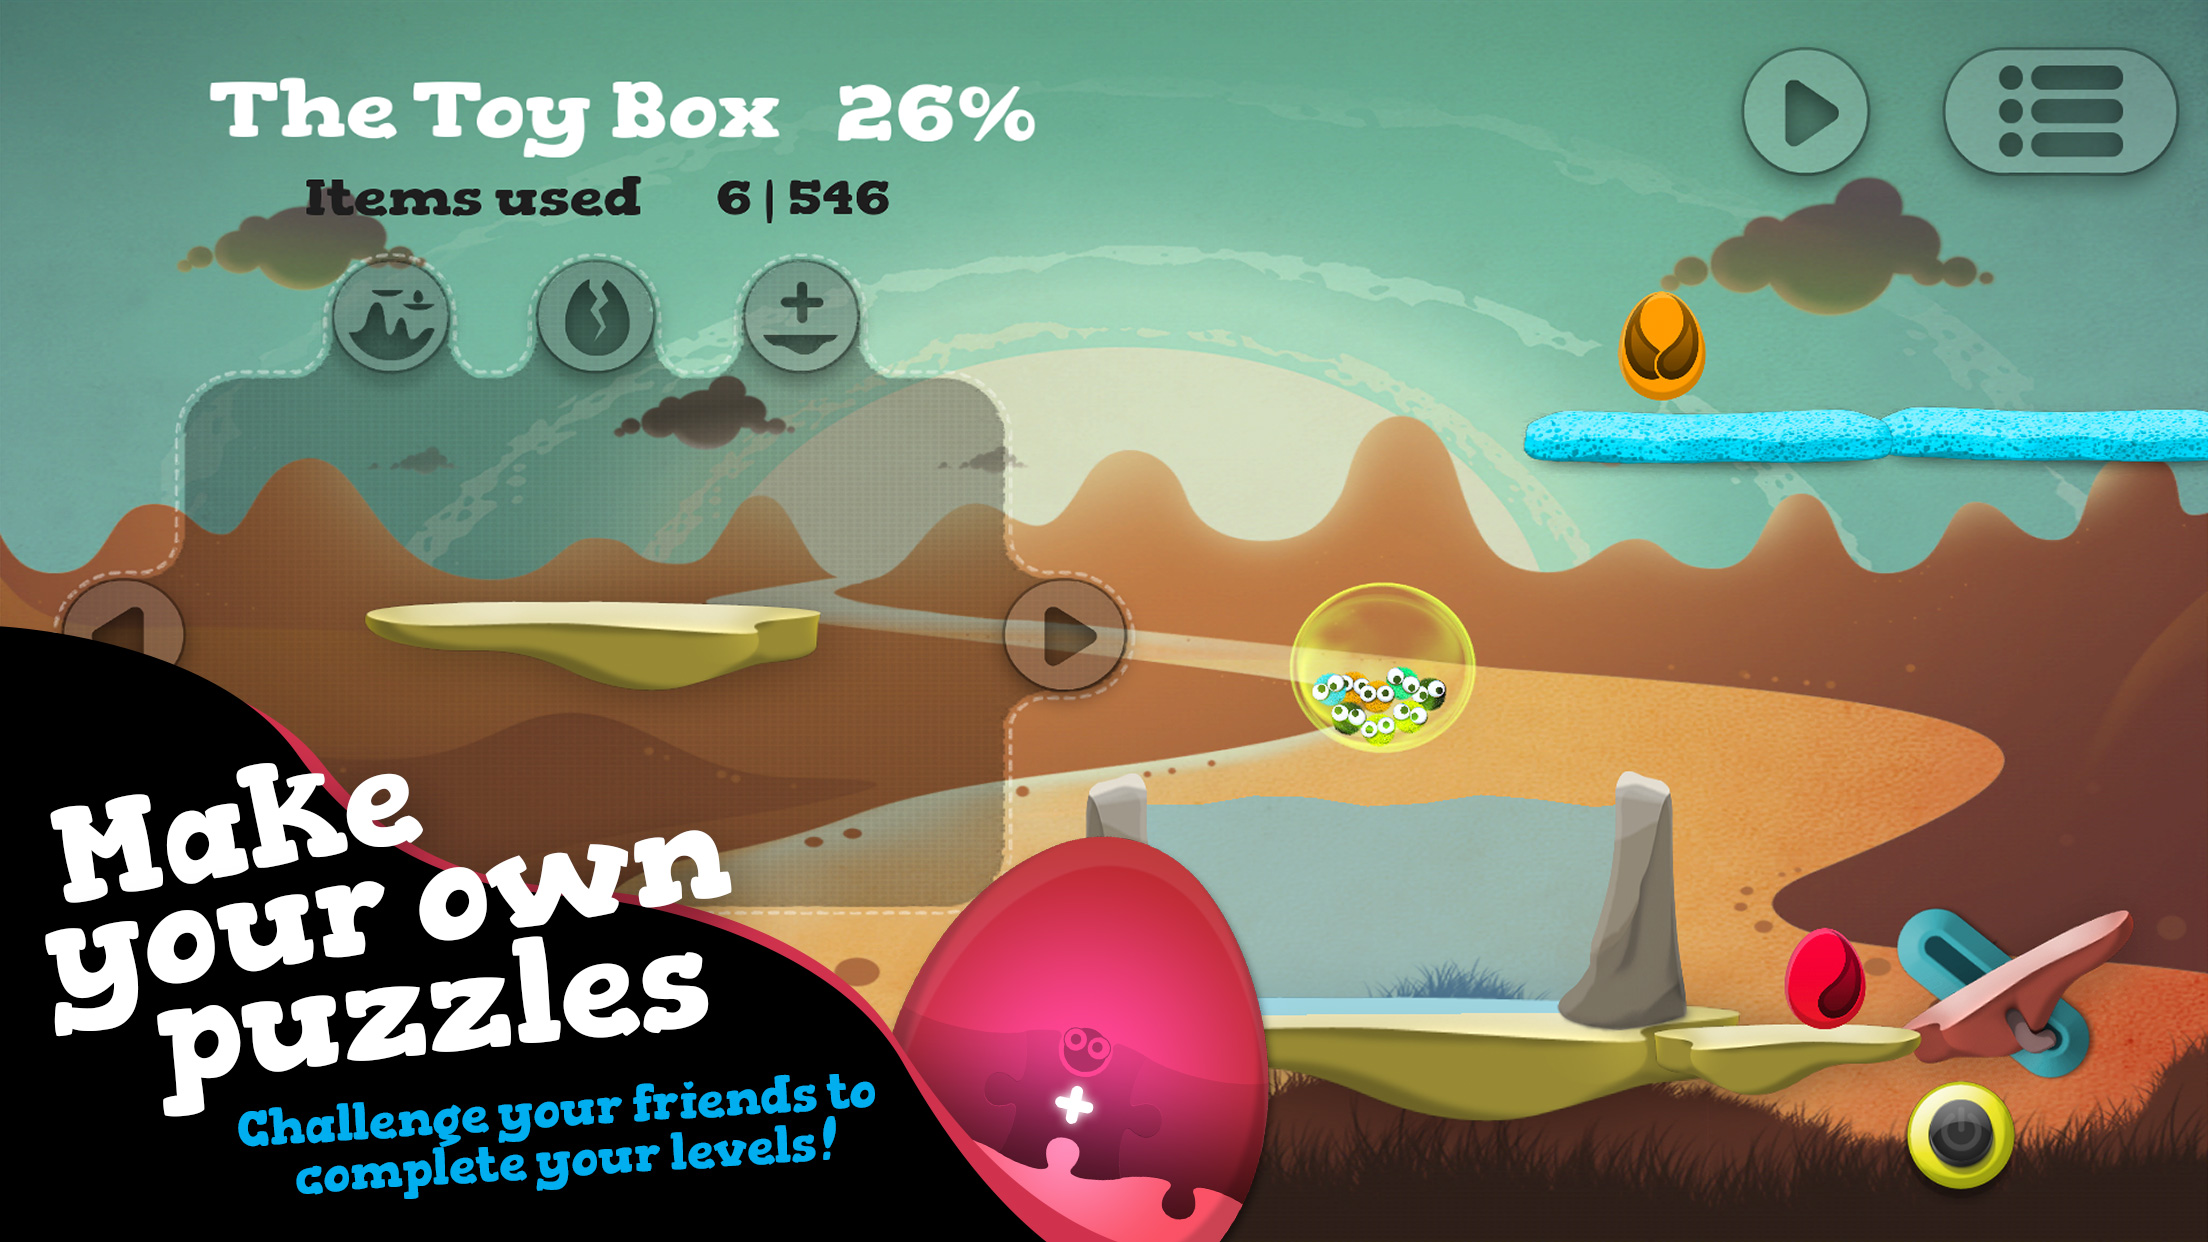 The Toy Box 26%
Items used 6 | 546
Make
your own
puzzles
Challenge your friends to
complete your levels!